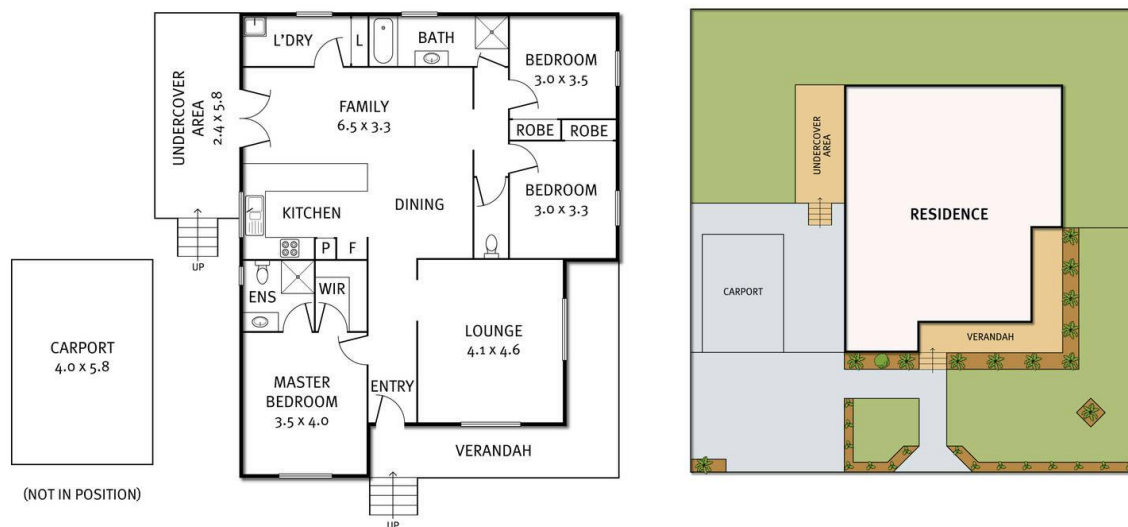 L'DRY
L
BATH
BEDROOM
3.0 x 3.5
UNDERCOVER
AREA
2.4 x 5.8
FAMILY
6.5 x 3.3
ROBE
ROBE
BEDROOM
3.0 x 3.3
KITCHEN
DINING
P
F
UP
ENS
WIR
LOUNGE
4.1 x 4.6
CARPORT
4.0 x 5.8
MASTER
BEDROOM
3.5 x 4.0
ENTRY
VERANDAH
(NOT IN POSITION)
UP
UNDERCOVER
AREA
RESIDENCE
CARPORT
VERANDAH